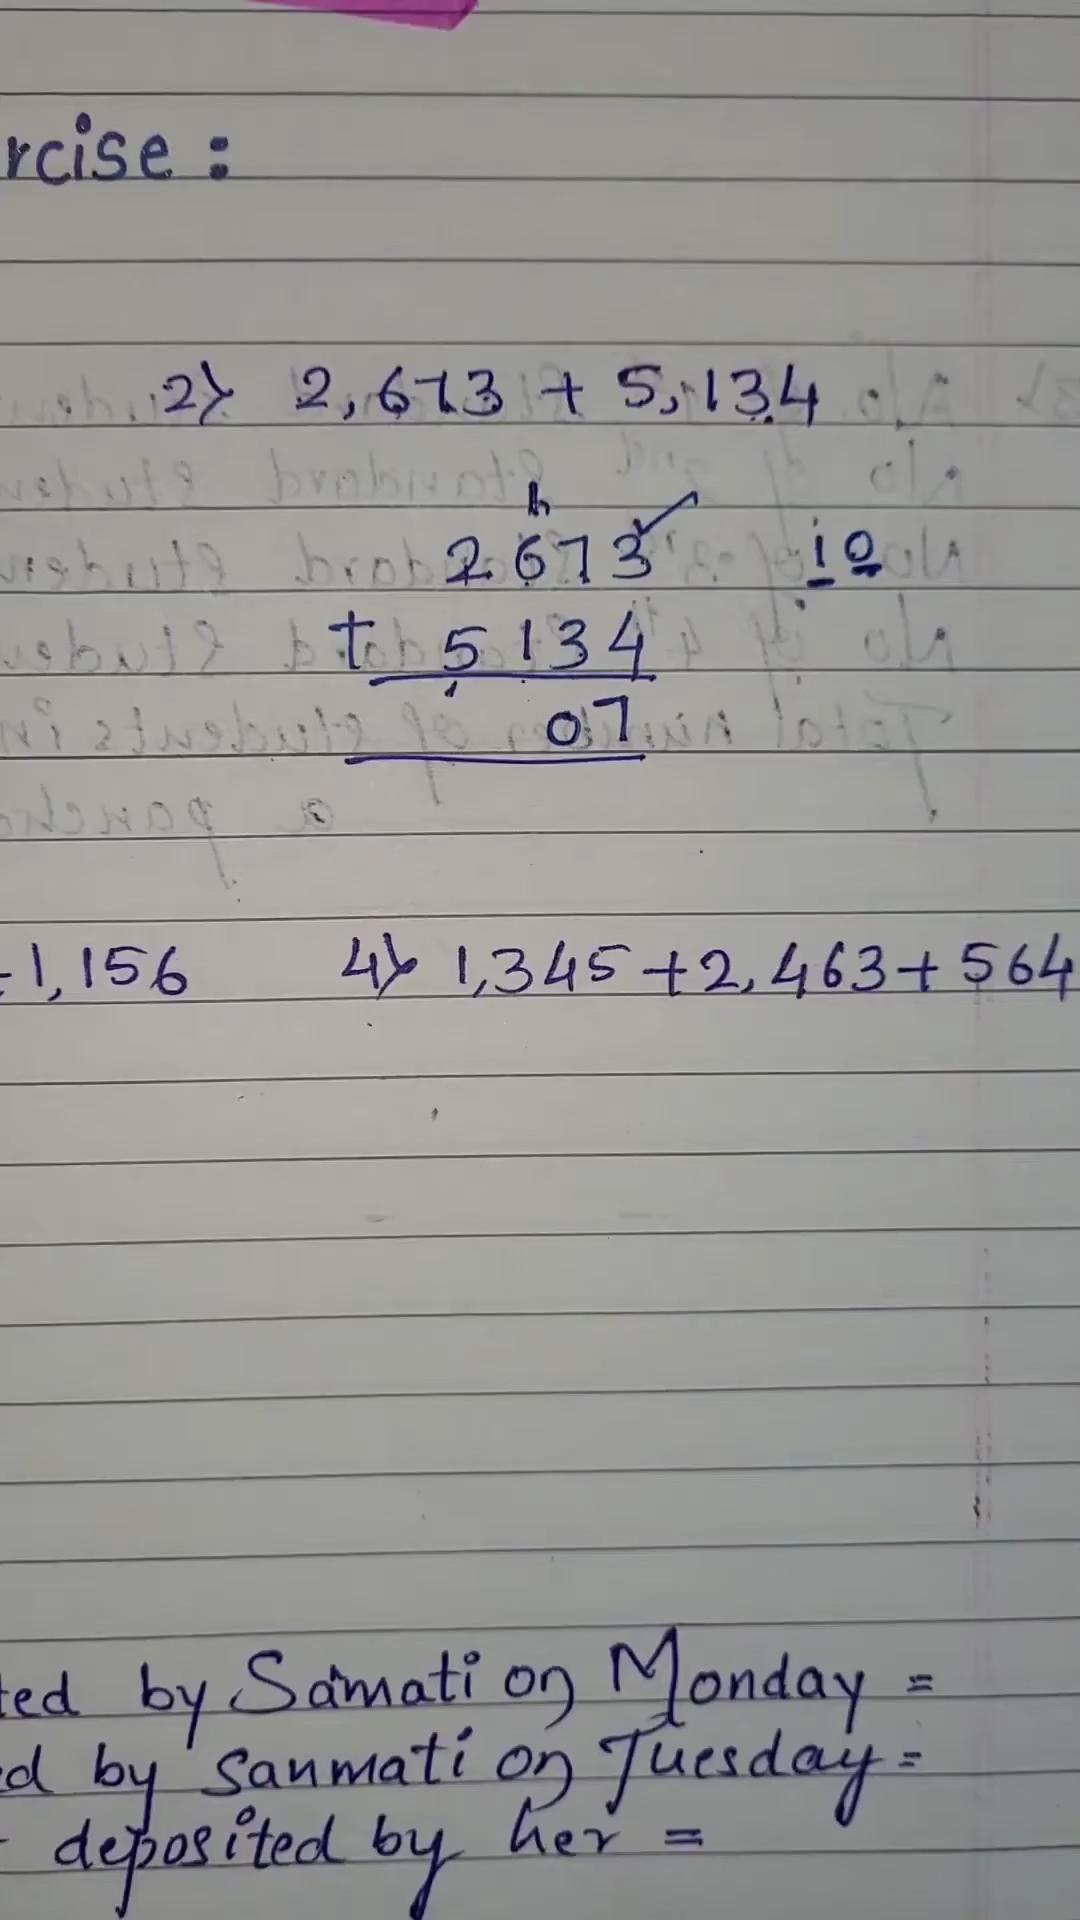 rcise :
2) 2,673 + 5,134
2673 10
+ 5134
07
1,156 4) 1,345 + 2,463 + 564
ted by Samati on Monday =
d by Sanmati on Tuesday =
deposited by her =